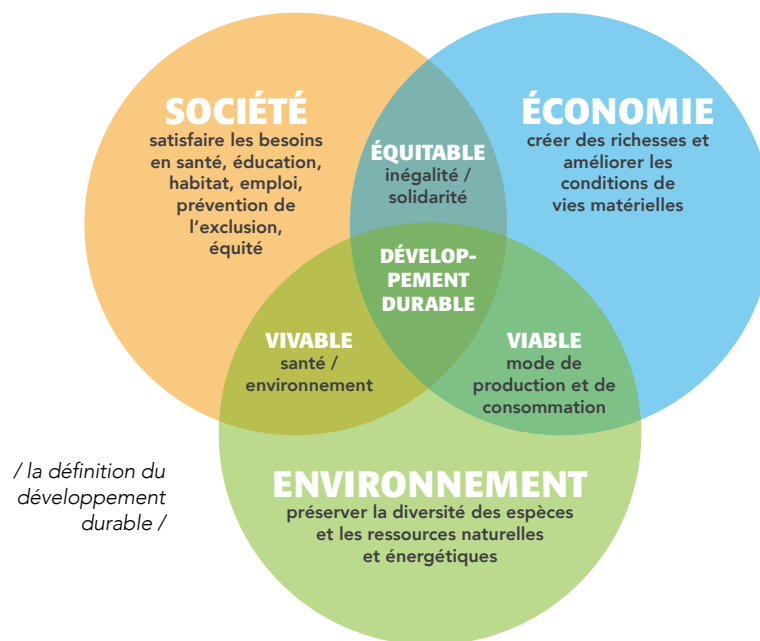 SOCIÉTÉ
satisfaire les besoins
en santé, éducation,
habitat, emploi,
prévention de
l'exclusion,
équité
ÉQUITABLE
inégalité /
solidarité
ÉCONOMIE
créer des richesses et
améliorer les
conditions de
vies matérielles
DÉVELOP-
PEMENT
DURABLE
VIVABLE
santé /
environnement
VIABLE
mode de
production et de
consommation
/ la définition du
développement
durable /
ENVIRONNEMENT
préserver la diversité des espèces
et les ressources naturelles
et énergétiques